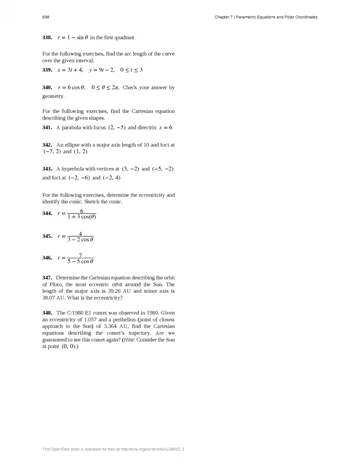 698
Chapter 7 | Parametric Equations and Polar Coordinates
338. r = 1 − sin θ in the first quadrant
For the following exercises, find the arc length of the curve
over the given interval.
339. x = 3t + 4, y = 9t − 2, 0 ≤ t ≤ 3
340. r = 6 cos θ, 0 ≤ θ ≤ 2π. Check your answer by
geometry.
For the following exercises, find the Cartesian equation
describing the given shapes.
341. A parabola with focus (2, −5) and directrix x = 6
342. An ellipse with a major axis length of 10 and foci at
(−7, 2) and (1, 2)
343. A hyperbola with vertices at (3, −2) and (−5, −2)
and foci at (−2, −6) and (−2, 4)
For the following exercises, determine the eccentricity and
identify the conic. Sketch the conic.
344. r = 6 / (1 + 3 cos(θ))
345. r = 4 / (3 − 2 cos θ)
346. r = 7 / (5 − 5 cos θ)
347. Determine the Cartesian equation describing the orbit
of Pluto, the most eccentric orbit around the Sun. The
length of the major axis is 39.26 AU and minor axis is
38.07 AU. What is the eccentricity?
348. The C/1980 E1 comet was observed in 1980. Given
an eccentricity of 1.057 and a perihelion (point of closest
approach to the Sun) of 3.364 AU, find the Cartesian
equations describing the comet's trajectory. Are we
guaranteed to see this comet again? (Hint: Consider the Sun
at point (0, 0).)
This OpenStax book is available for free at